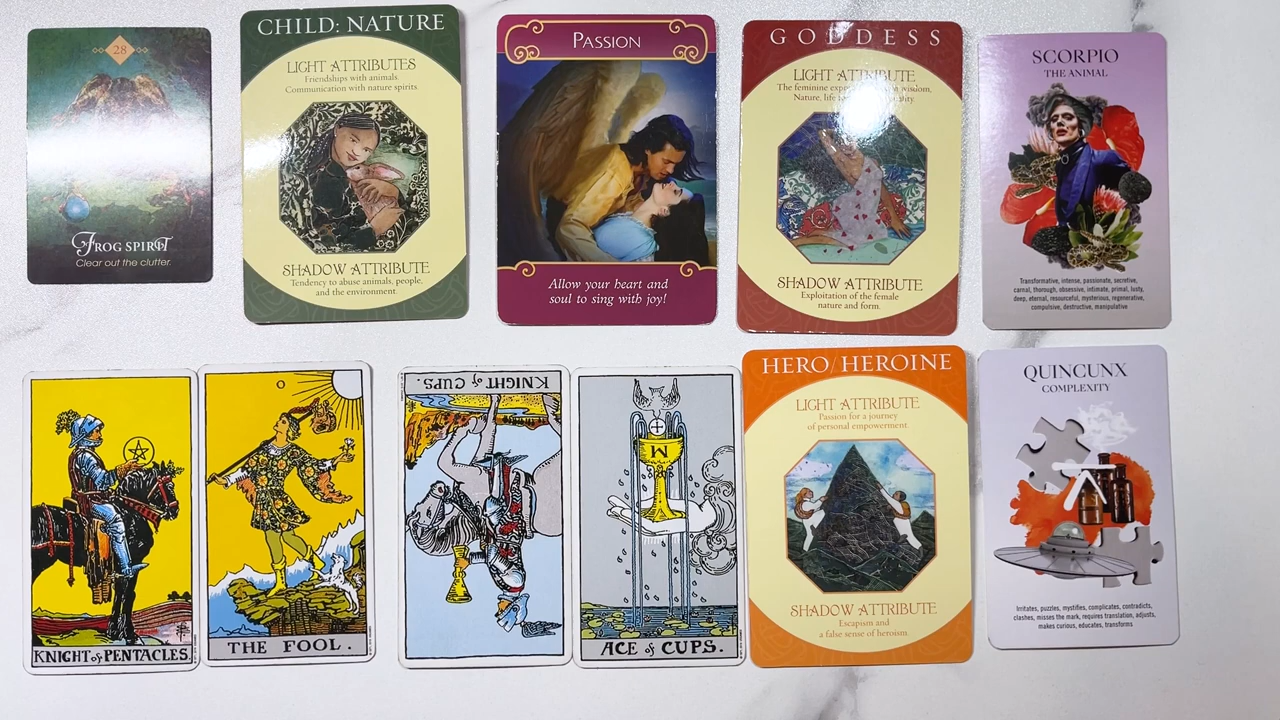 28
FROG SPIRIT
Clear out the clutter.
CHILD: NATURE
LIGHT ATTRIBUTES
Friendships with animals.
Communication with nature spirits.
SHADOW ATTRIBUTE
Tendency to abuse animals, people,
and the environment.
PASSION
Allow your heart and
soul to sing with joy!
GODDESS
LIGHT ATTRIBUTE
The feminine wisdom,
Nature, life
SHADOW ATTRIBUTE
Exploitation of the female
nature and form.
SCORPIO
THE ANIMAL
Transformative, intense, passionate, secretive,
carnal, thorough, obsessive, intimate, primal, lusty,
deep, eternal, resourceful, mysterious, regenerative,
compulsive, destructive, manipulative
KNIGHT of PENTACLES.
0
THE FOOL.
KNIGHT of CUPS.
M
ACE of CUPS.
HERO/HEROINE
LIGHT ATTRIBUTE
Passion for a journey
of personal empowerment.
SHADOW ATTRIBUTE
Escapism and
a false sense of heroism.
QUINCUNX
COMPLEXITY
Irritates, puzzles, mystifies, complicates, contradicts,
clashes, misses the mark, requires translation, adjusts,
makes curious, educates, transforms